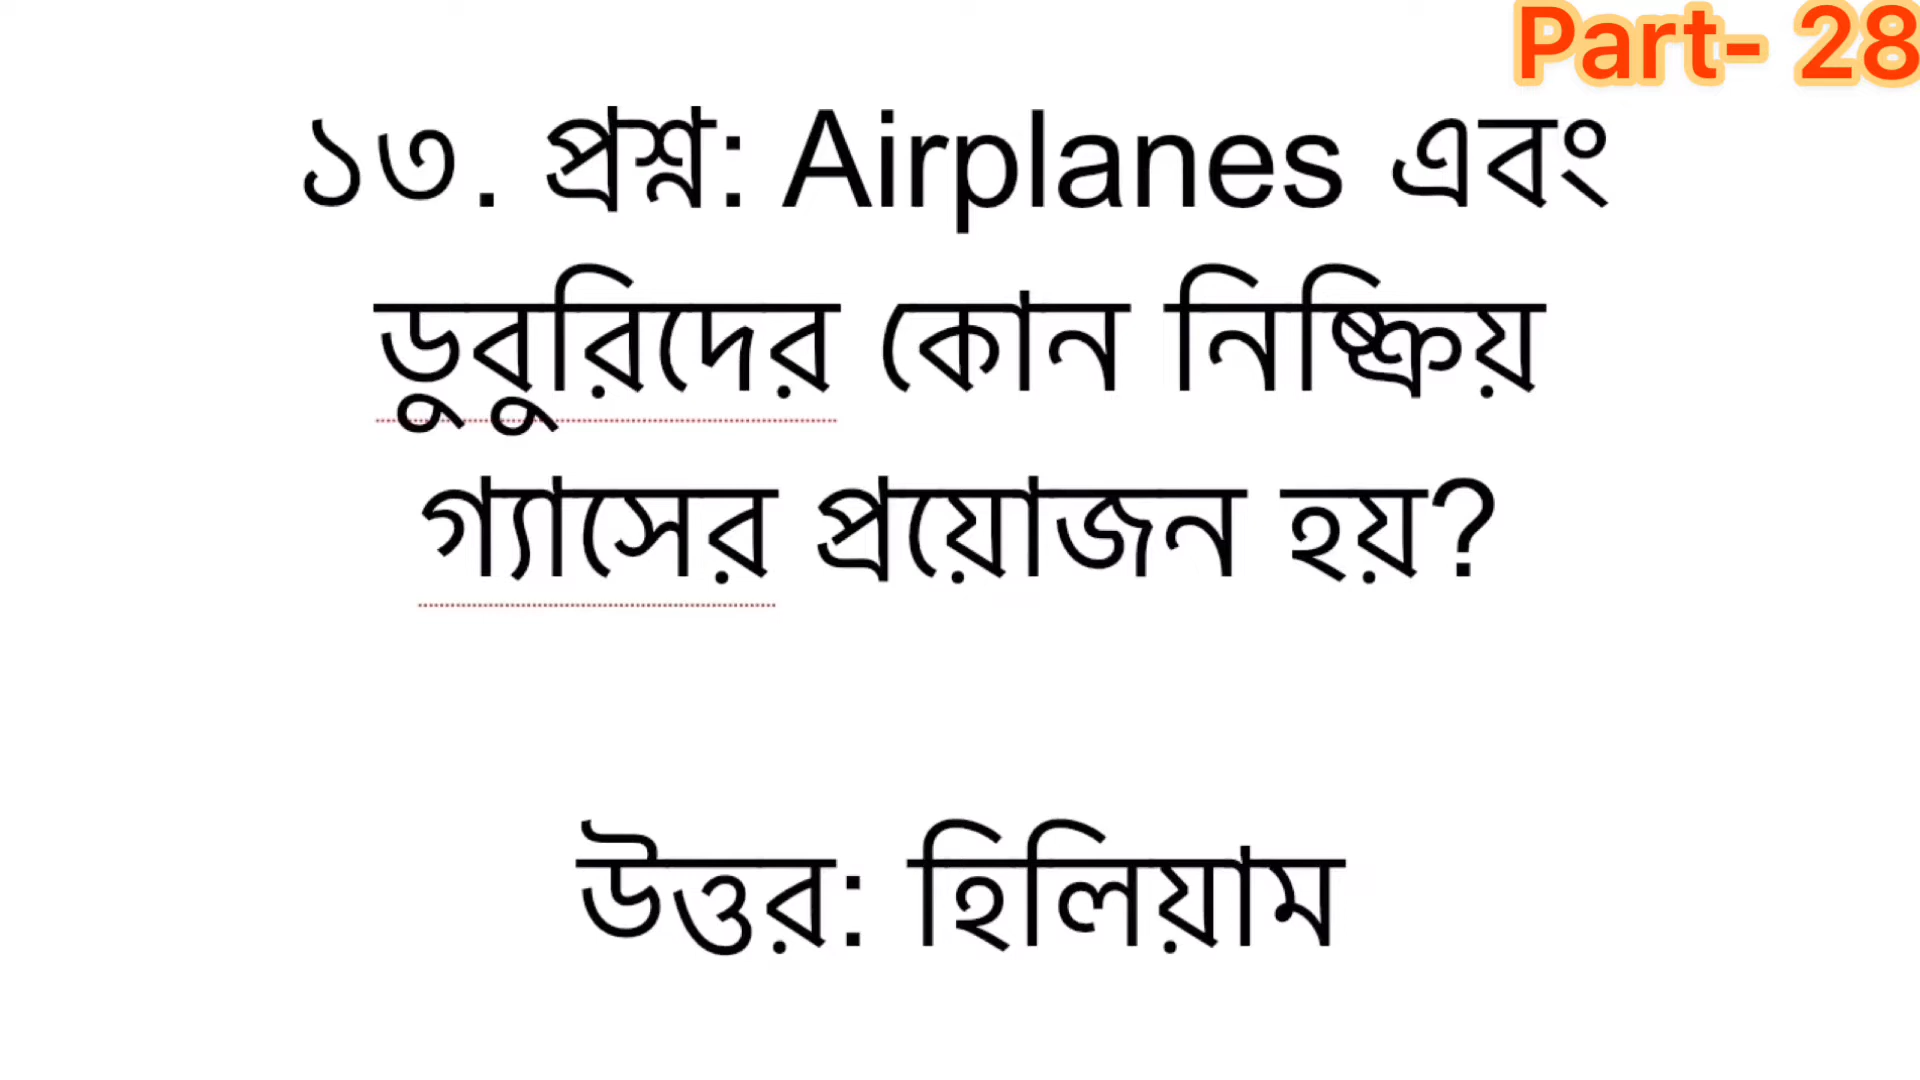 Part- 28
১৩. প্রশ্ন: Airplanes এবং
ডুবুরিদের কোন নিষ্ক্রিয়
গ্যাসের প্রয়োজন হয়?
উত্তর: হিলিয়াম